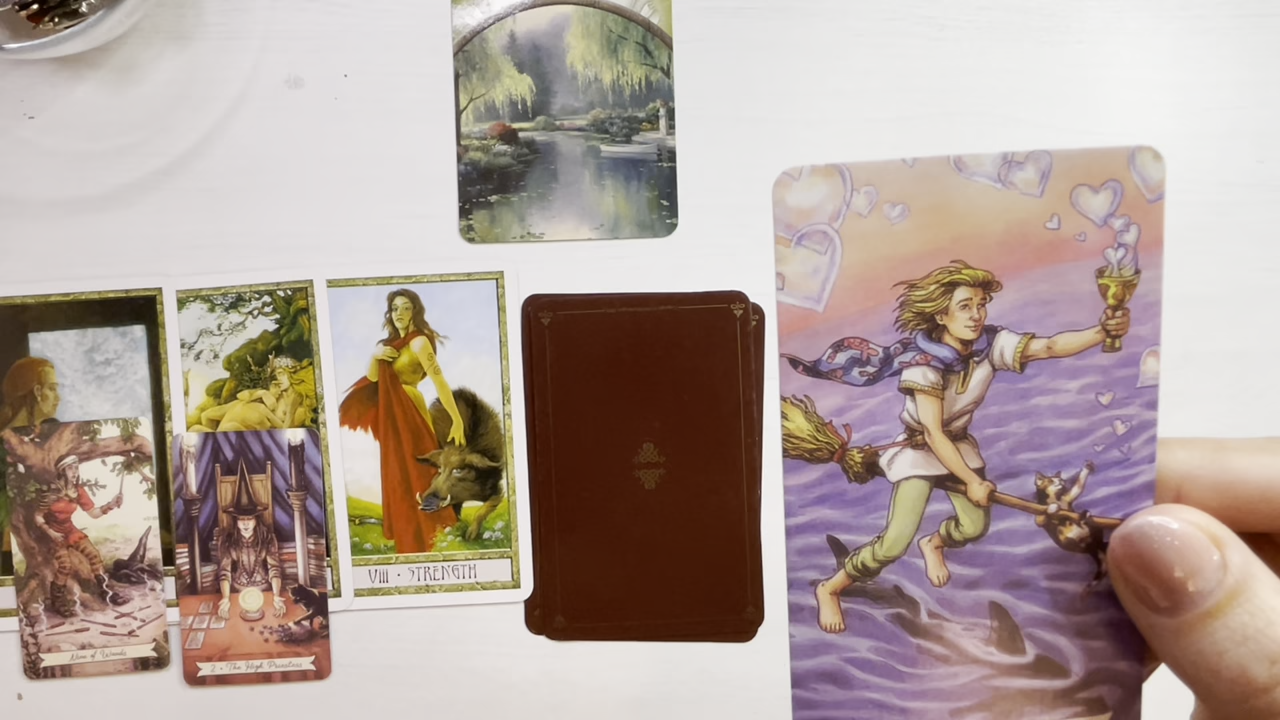 VIII • STRENGTH
Nine of Wands
2 • The High Priestess